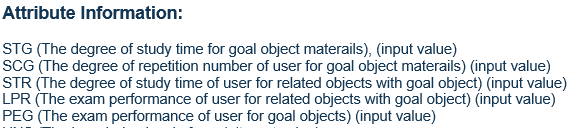 Attribute Information:
STG (The degree of study time for goal object materails), (input value)
SCG (The degree of repetition number of user for goal object materails) (input value)
STR (The degree of study time of user for related objects with goal object) (input value)
LPR (The exam performance of user for related objects with goal object) (input value)
PEG (The exam performance of user for goal objects) (input value)